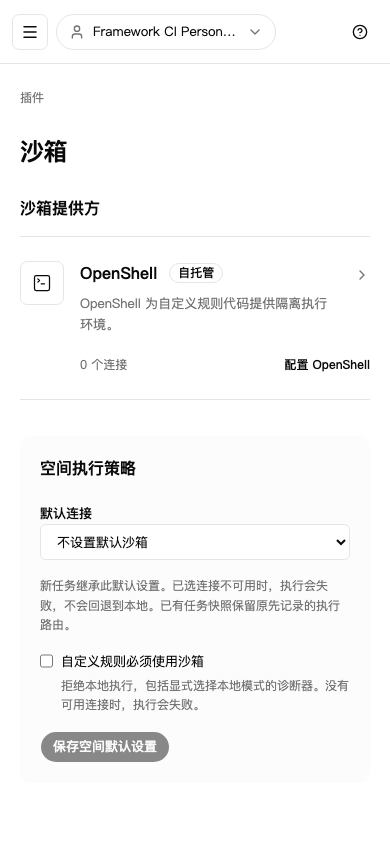 Framework CI Person...
插件
沙箱
沙箱提供方
OpenShell 自托管
OpenShell 为自定义规则代码提供隔离执行
环境。
0 个连接 配置 OpenShell
空间执行策略
默认连接
不设置默认沙箱
新任务继承此默认设置。已选连接不可用时，执行会失
败，不会回退到本地。已有任务快照保留原先记录的执行
路由。
自定义规则必须使用沙箱
拒绝本地执行，包括显式选择本地模式的诊断器。没有
可用连接时，执行会失败。
保存空间默认设置